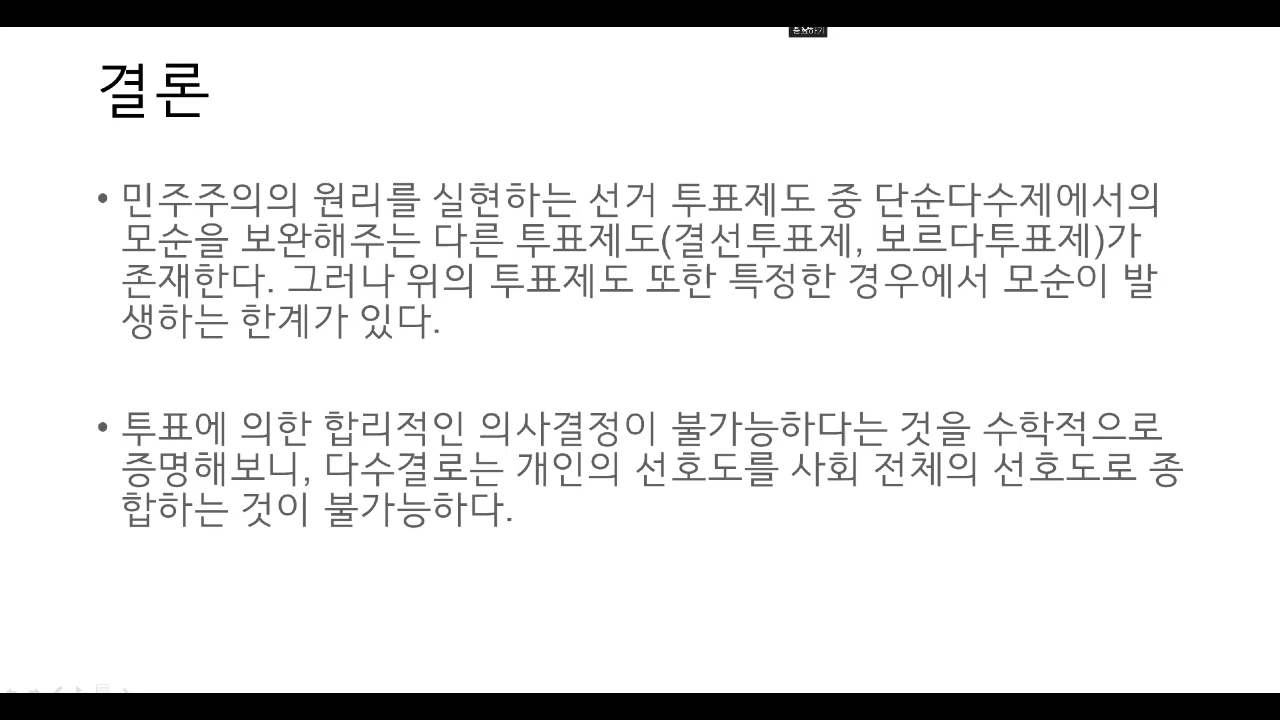 결론
• 민주주의의 원리를 실현하는 선거 투표제도 중 단순다수제에서의
모순을 보완해주는 다른 투표제도(결선투표제, 보르다투표제)가
존재한다. 그러나 위의 투표제도 또한 특정한 경우에서 모순이 발
생하는 한계가 있다.
• 투표에 의한 합리적인 의사결정이 불가능하다는 것을 수학적으로
증명해보니, 다수결로는 개인의 선호도를 사회 전체의 선호도로 종
합하는 것이 불가능하다.